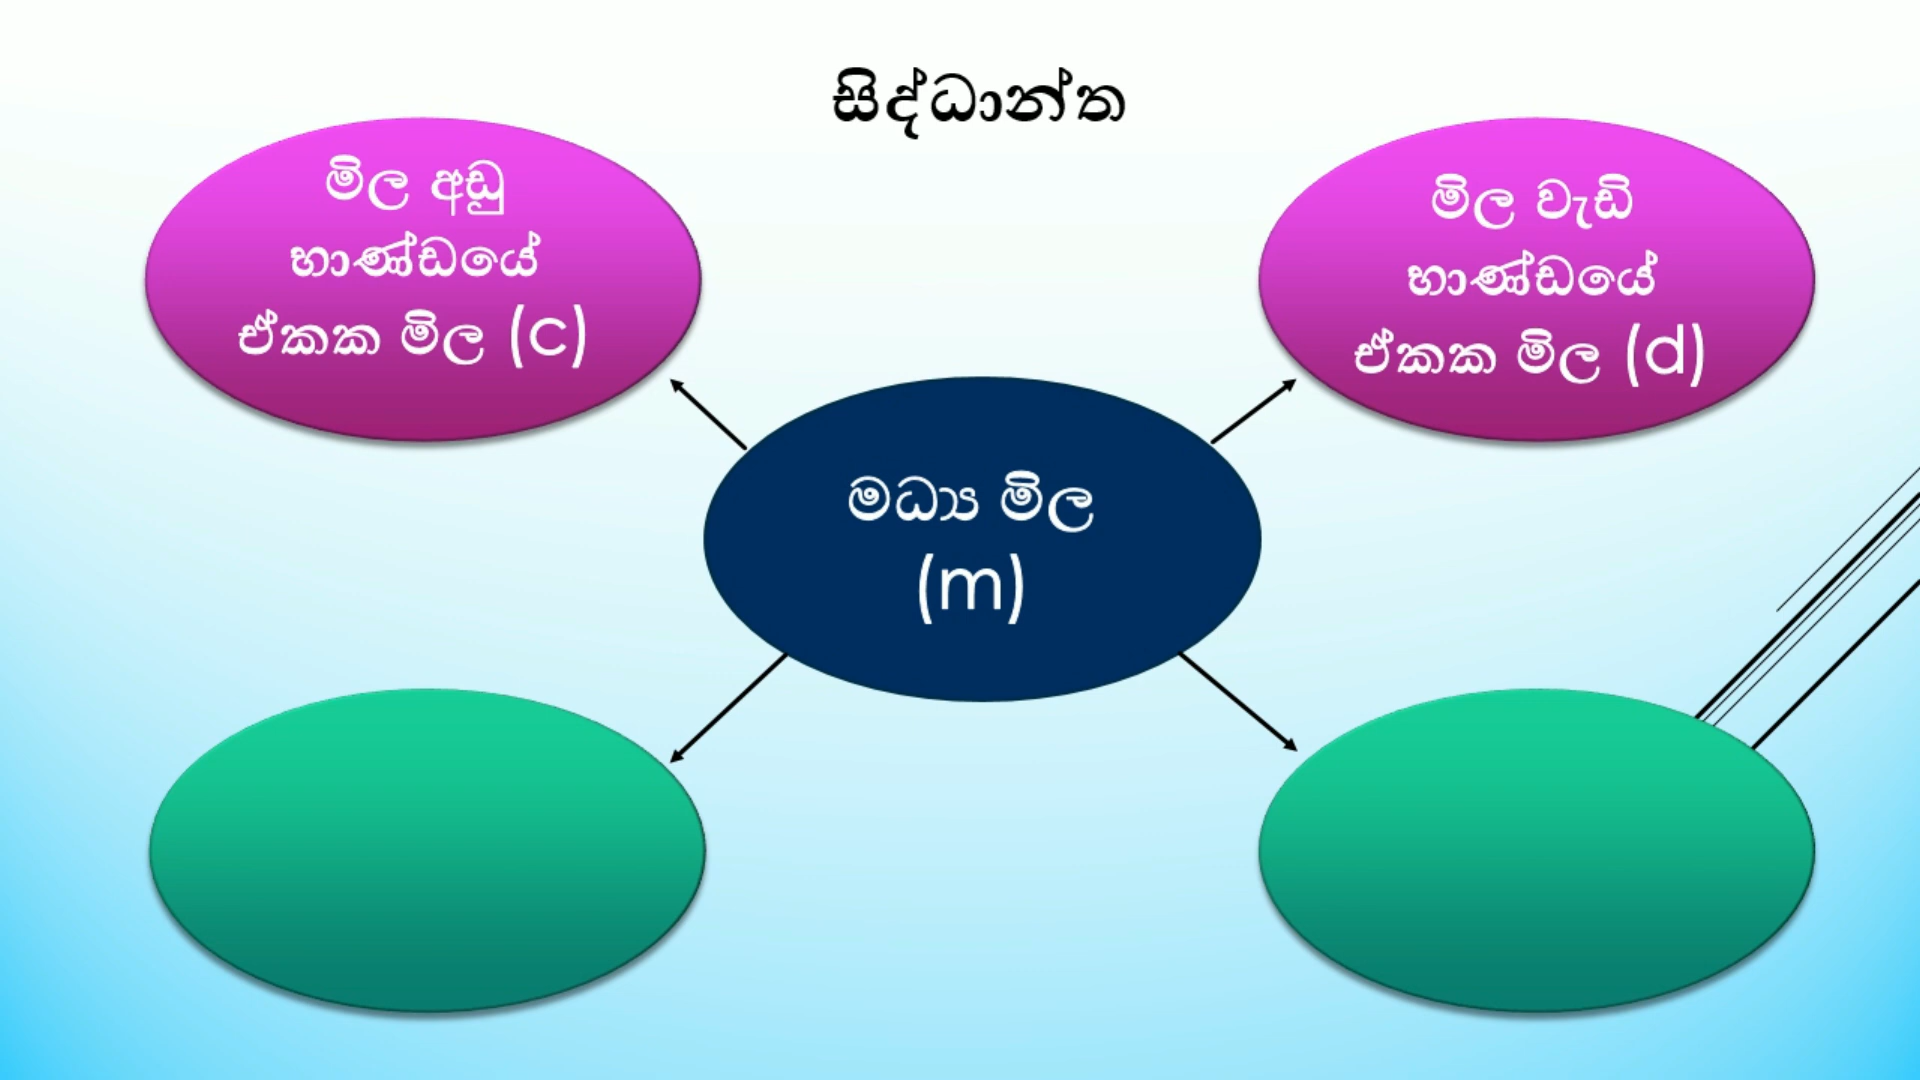 සිද්ධාන්ත
මිල අඩු
භාණ්ඩයේ
ඒකක මිල (c)
මිල වැඩි
භාණ්ඩයේ
ඒකක මිල (d)
මධ්‍ය මිල
(m)